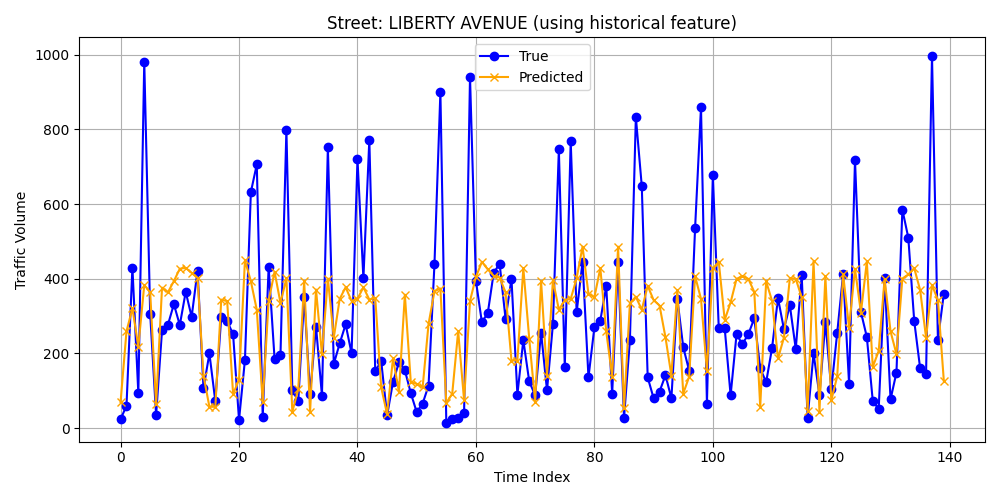 Street: LIBERTY AVENUE (using historical feature)
True
Predicted
Traffic Volume
1000
800
600
400
200
0
0 20 40 60 80 100 120 140
Time Index